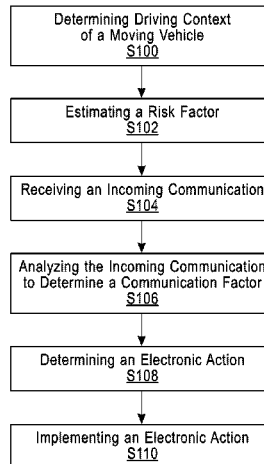 Determining Driving Context
of a Moving Vehicle
S100
Estimating a Risk Factor
S102
Receiving an Incoming Communication
S104
Analyzing the Incoming Communication
to Determine a Communication Factor
S106
Determining an Electronic Action
S108
Implementing an Electronic Action
S110